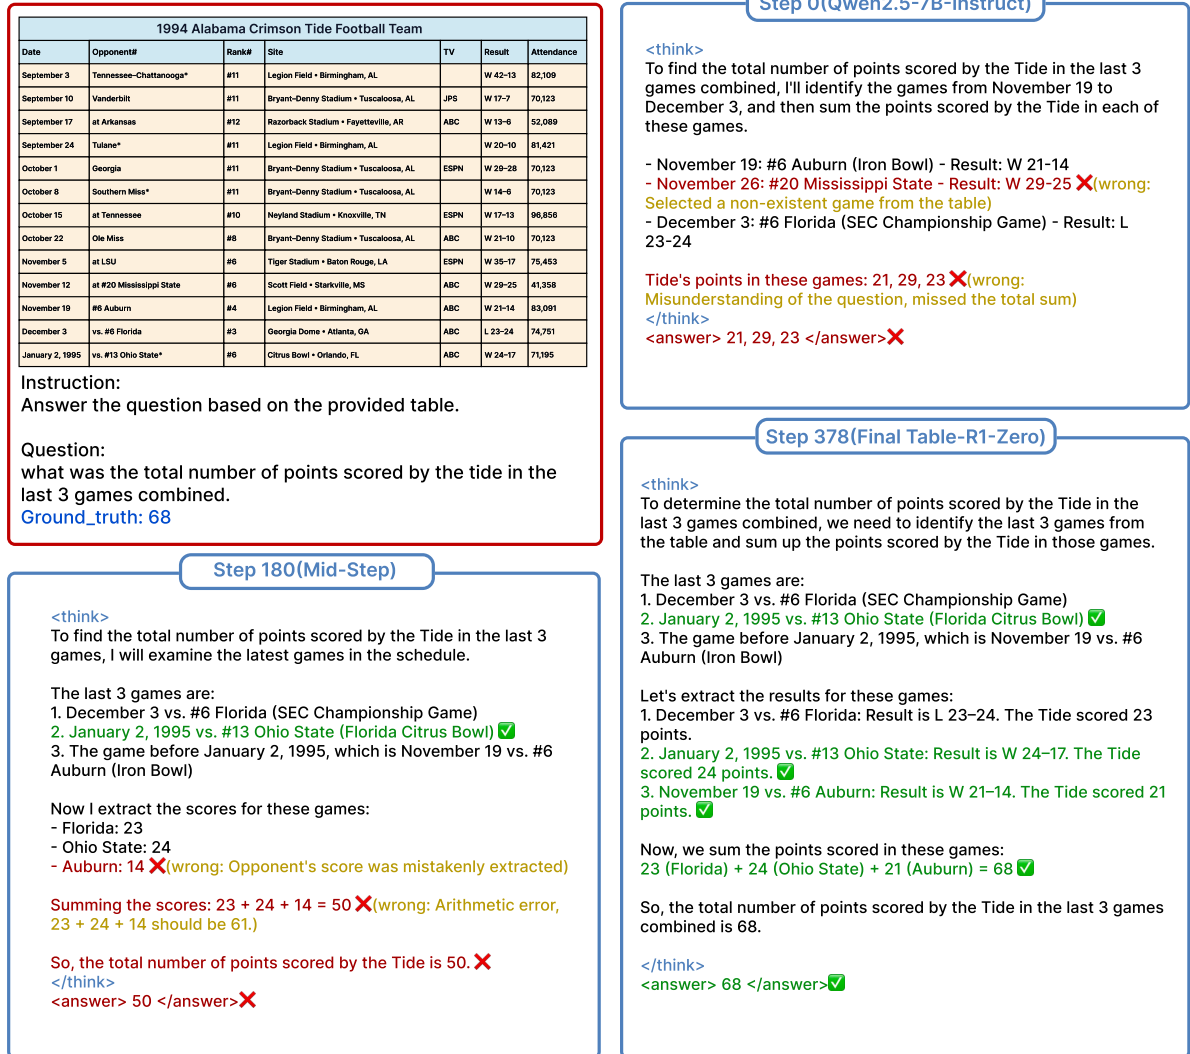 1994 Alabama Crimson Tide Football Team
Date Opponent# Rank# Site TV Result Attendance
September 3 Tennessee–Chattanooga* #11 Legion Field • Birmingham, AL W 42–13 82,109
September 10 Vanderbilt #11 Bryant–Denny Stadium • Tuscaloosa, AL JPS W 17–7 70,123
September 17 at Arkansas #12 Razorback Stadium • Fayetteville, AR ABC W 13–6 52,089
September 24 Tulane* #11 Legion Field • Birmingham, AL W 20–10 81,421
October 1 Georgia #11 Bryant–Denny Stadium • Tuscaloosa, AL ESPN W 29–28 70,123
October 8 Southern Miss* #11 Bryant–Denny Stadium • Tuscaloosa, AL W 14–6 70,123
October 15 at Tennessee #10 Neyland Stadium • Knoxville, TN ESPN W 17–13 96,856
October 22 Ole Miss #8 Bryant–Denny Stadium • Tuscaloosa, AL ABC W 21–10 70,123
November 5 at LSU #6 Tiger Stadium • Baton Rouge, LA ESPN W 35–17 75,453
November 12 at #20 Mississippi State #6 Scott Field • Starkville, MS ABC W 29–25 41,358
November 19 #6 Auburn #4 Legion Field • Birmingham, AL ABC W 21–14 83,091
December 3 vs. #6 Florida #3 Georgia Dome • Atlanta, GA ABC L 23–24 74,751
January 2, 1995 vs. #13 Ohio State* #6 Citrus Bowl • Orlando, FL ABC W 24–17 71,195
Instruction:
Answer the question based on the provided table.
Question:
what was the total number of points scored by the tide in the
last 3 games combined.
Ground_truth: 68
Step 0(Qwen2.5-7B-Instruct)
<think>
To find the total number of points scored by the Tide in the last 3
games combined, I'll identify the games from November 19 to
December 3, and then sum the points scored by the Tide in each of
these games.
- November 19: #6 Auburn (Iron Bowl) - Result: W 21-14
- November 26: #20 Mississippi State - Result: W 29-25 ❌(wrong:
Selected a non-existent game from the table)
- December 3: #6 Florida (SEC Championship Game) - Result: L
23-24
Tide's points in these games: 21, 29, 23 ❌(wrong:
Misunderstanding of the question, missed the total sum)
</think>
<answer> 21, 29, 23 </answer>❌
Step 180(Mid-Step)
<think>
To find the total number of points scored by the Tide in the last 3
games, I will examine the latest games in the schedule.
The last 3 games are:
1. December 3 vs. #6 Florida (SEC Championship Game)
2. January 2, 1995 vs. #13 Ohio State (Florida Citrus Bowl) ✅
3. The game before January 2, 1995, which is November 19 vs. #6
Auburn (Iron Bowl)
Now I extract the scores for these games:
- Florida: 23
- Ohio State: 24
- Auburn: 14 ❌(wrong: Opponent's score was mistakenly extracted)
Summing the scores: 23 + 24 + 14 = 50 ❌(wrong: Arithmetic error,
23 + 24 + 14 should be 61.)
So, the total number of points scored by the Tide is 50. ❌
</think>
<answer> 50 </answer>❌
Step 378(Final Table-R1-Zero)
<think>
To determine the total number of points scored by the Tide in the
last 3 games combined, we need to identify the last 3 games from
the table and sum up the points scored by the Tide in those games.
The last 3 games are:
1. December 3 vs. #6 Florida (SEC Championship Game)
2. January 2, 1995 vs. #13 Ohio State (Florida Citrus Bowl) ✅
3. The game before January 2, 1995, which is November 19 vs. #6
Auburn (Iron Bowl)
Let's extract the results for these games:
1. December 3 vs. #6 Florida: Result is L 23–24. The Tide scored 23
points.
2. January 2, 1995 vs. #13 Ohio State: Result is W 24–17. The Tide
scored 24 points. ✅
3. November 19 vs. #6 Auburn: Result is W 21–14. The Tide scored 21
points. ✅
Now, we sum the points scored in these games:
23 (Florida) + 24 (Ohio State) + 21 (Auburn) = 68 ✅
So, the total number of points scored by the Tide in the last 3 games
combined is 68.
</think>
<answer> 68 </answer>✅